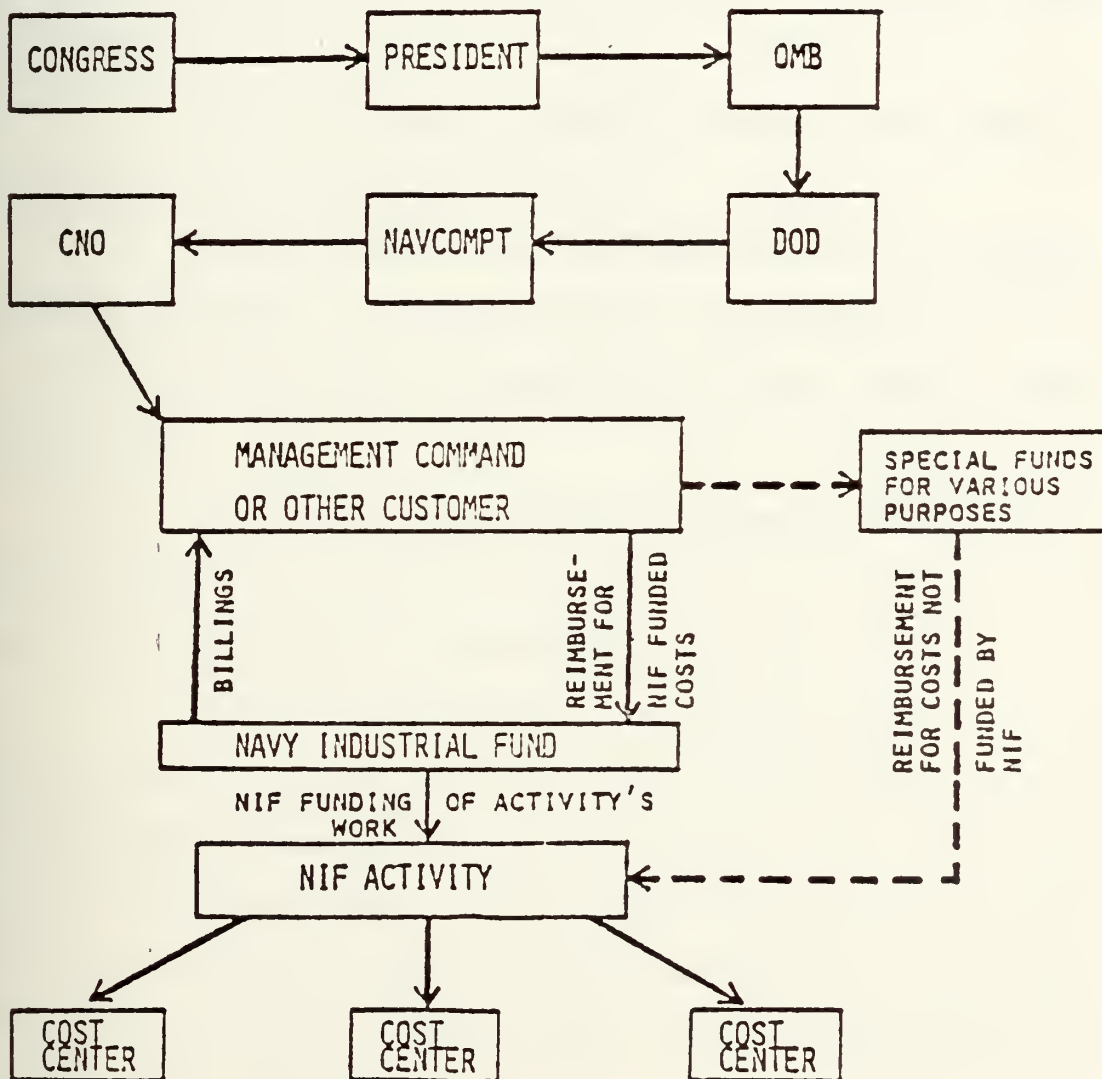 CONGRESS
PRESIDENT
OMB
CNO
NAVCOMPT
DOD
MANAGEMENT COMMAND
OR OTHER CUSTOMER
SPECIAL FUNDS
FOR VARIOUS
PURPOSES
BILLINGS
REIMBURSE-
MENT FOR
NIF FUNDED
COSTS
REIMBURSEMENT
FOR COSTS NOT
FUNDED BY
NIF
NAVY INDUSTRIAL FUND
NIF FUNDING OF ACTIVITY'S
WORK
NIF ACTIVITY
COST
CENTER
COST
CENTER
COST
CENTER